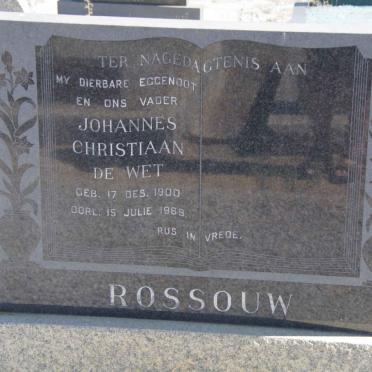 TER NAGEDAGTENIS AAN
MY DIERBARE EGGENOOT
EN ONS VADER
JOHANNES
CHRISTIAAN
DE WET
GEB. 17 DES. 1900
OORL. 15 JULIE 1968
RUS IN VREDE.
ROSSOUW